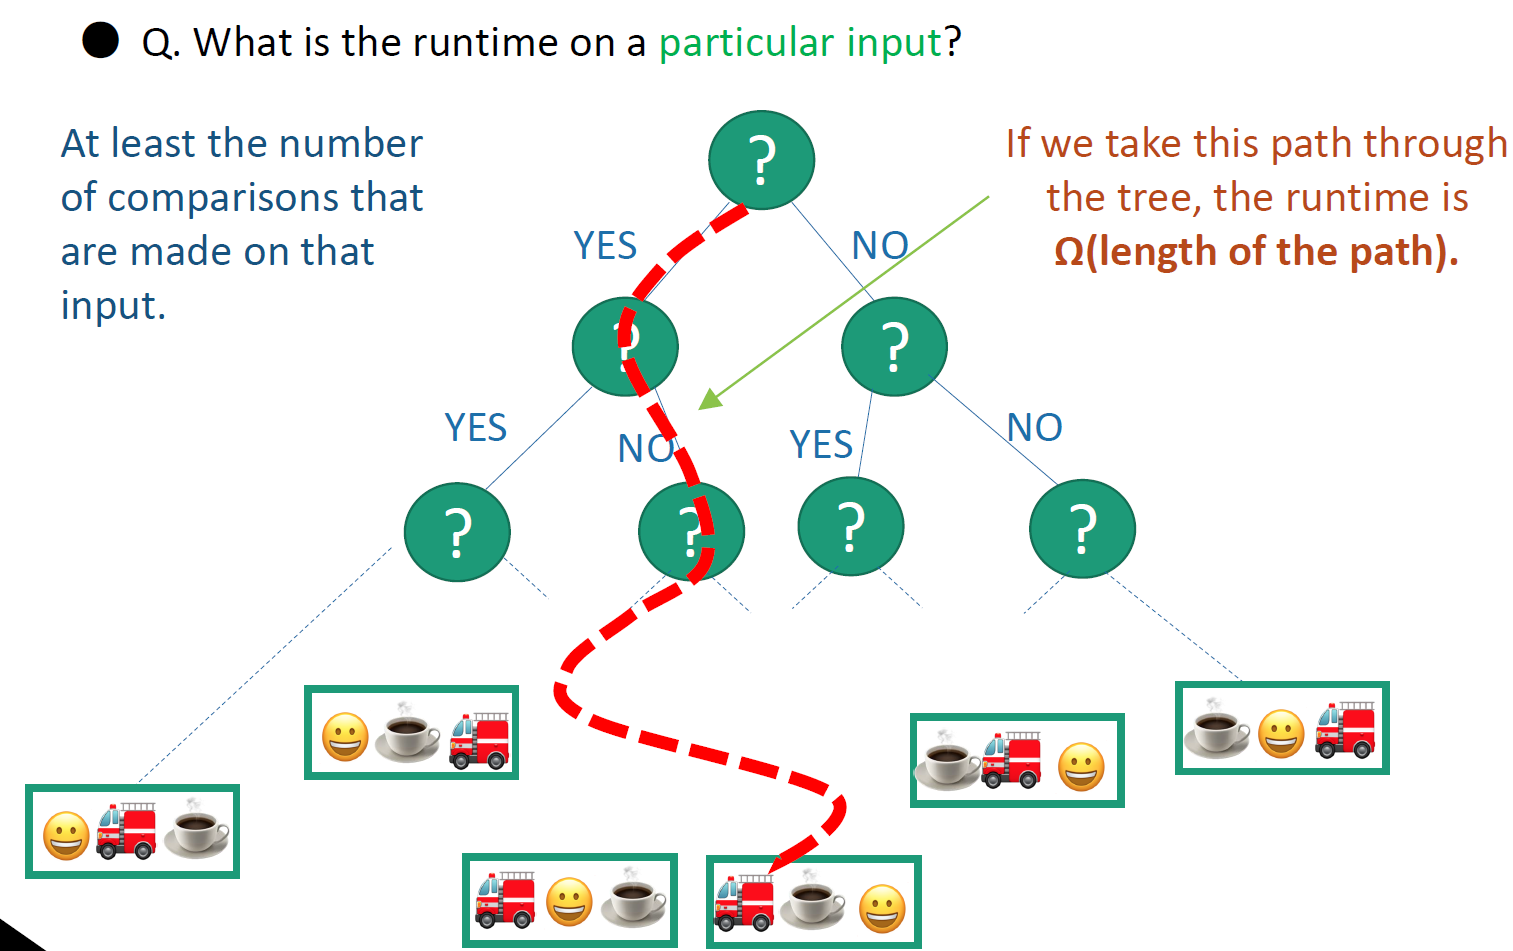 ● Q. What is the runtime on a particular input?
At least the number
of comparisons that
are made on that
input.
If we take this path through
the tree, the runtime is
Ω(length of the path).
?
YES
NO
?
?
YES
NO
YES
NO
?
?
?
?